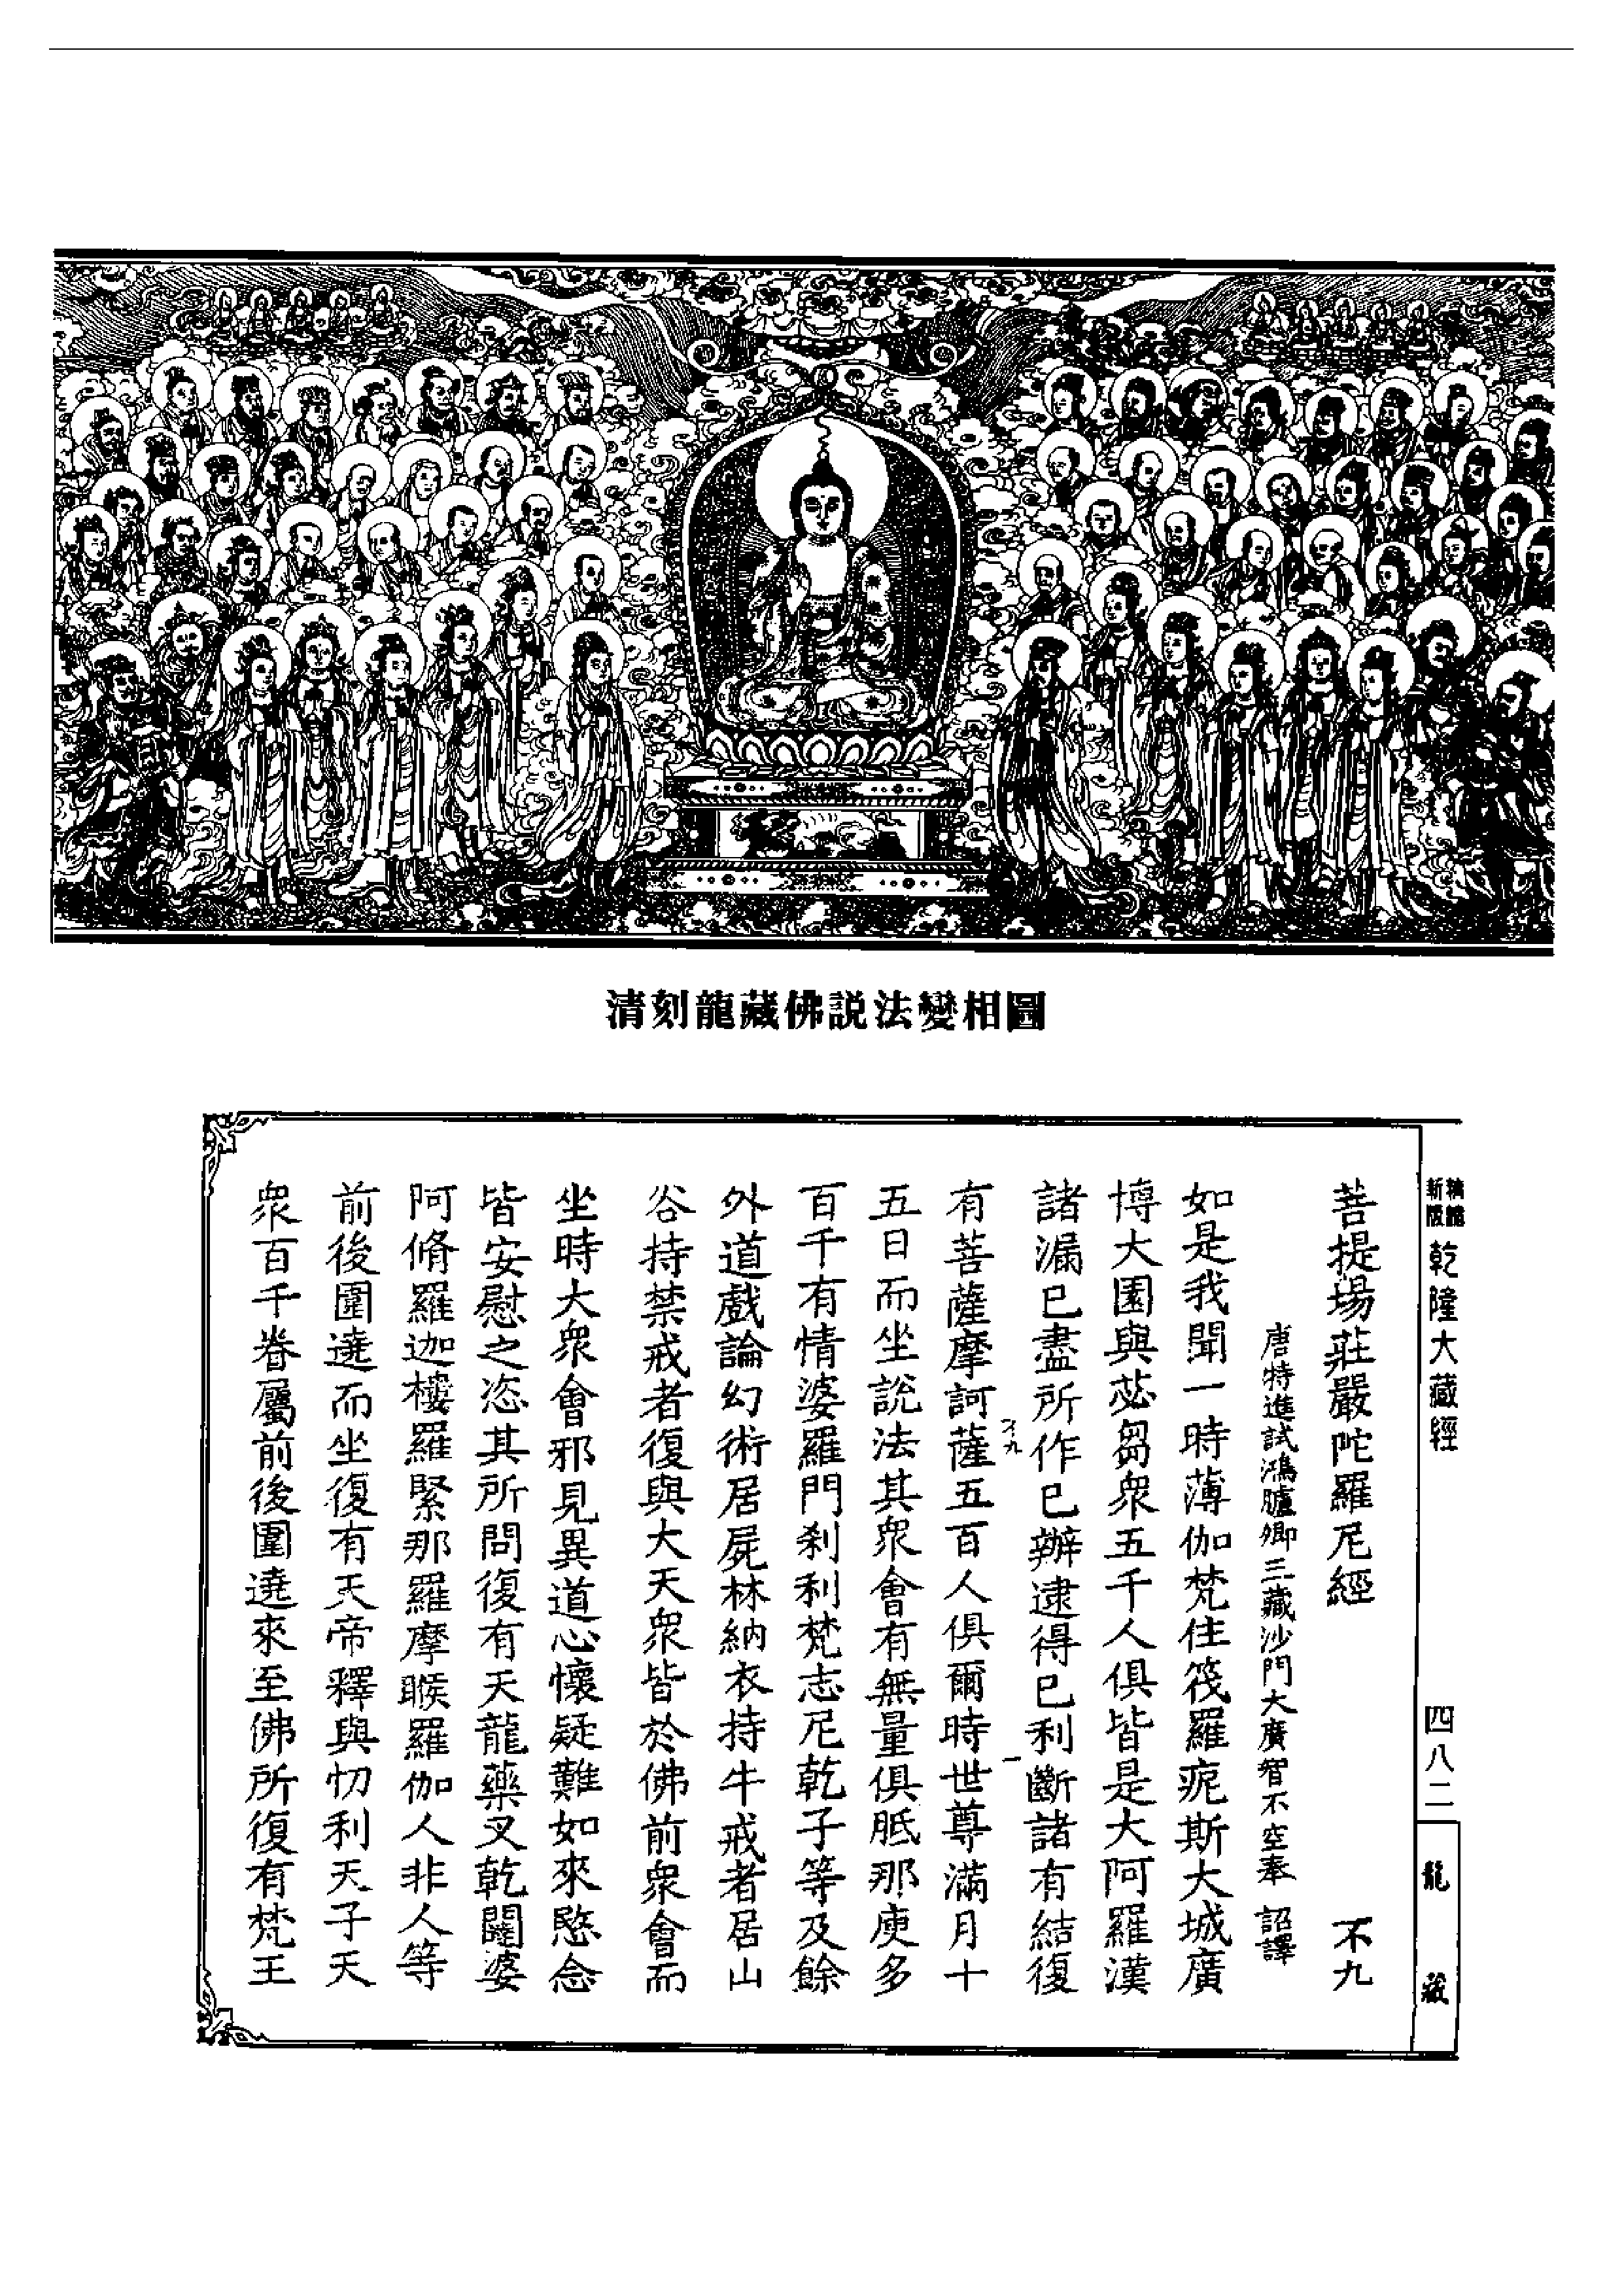 清刻龍藏佛説法變相圖
新版
乾隆大藏經
四八二
龍藏
菩提場莊嚴陀羅尼經 不九
唐特進試鴻臚卿三藏沙門大廣智不空奉 詔譯
如是我聞一時薄伽梵住筏羅痆斯大城廣
博大園與苾芻衆五千人俱皆是大阿羅漢
諸漏已盡所作已辦逮得已利斷諸有結復
不九
一
有菩薩摩訶薩五百人俱爾時世尊滿月十
五日而坐説法其衆會有無量俱胝那庾多
百千有情婆羅門刹利梵志尼乾子等及餘
外道戲論幻術居屍林納衣持牛戒者居山
谷持禁戒者復與大天衆皆於佛前衆會而
坐時大衆會邪見異道心懷疑難如來愍念
皆安慰之恣其所問復有天龍藥叉乾闥婆
阿脩羅迦樓羅緊那羅摩睺羅伽人非人等
前後圍遶而坐復有天帝釋與忉利天子天
衆百千眷屬前後圍遶來至佛所復有梵王